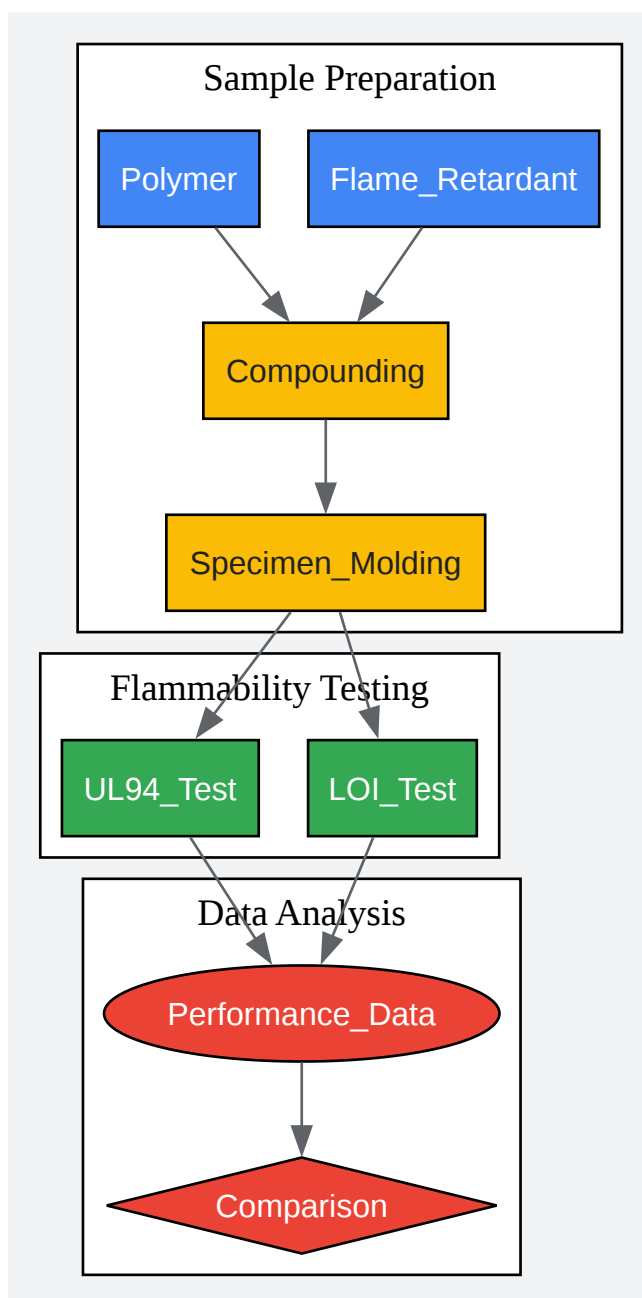 Sample Preparation
Polymer
Flame_Retardant
Compounding
Specimen_Molding
Flammability Testing
UL94_Test
LOI_Test
Data Analysis
Performance_Data
Comparison